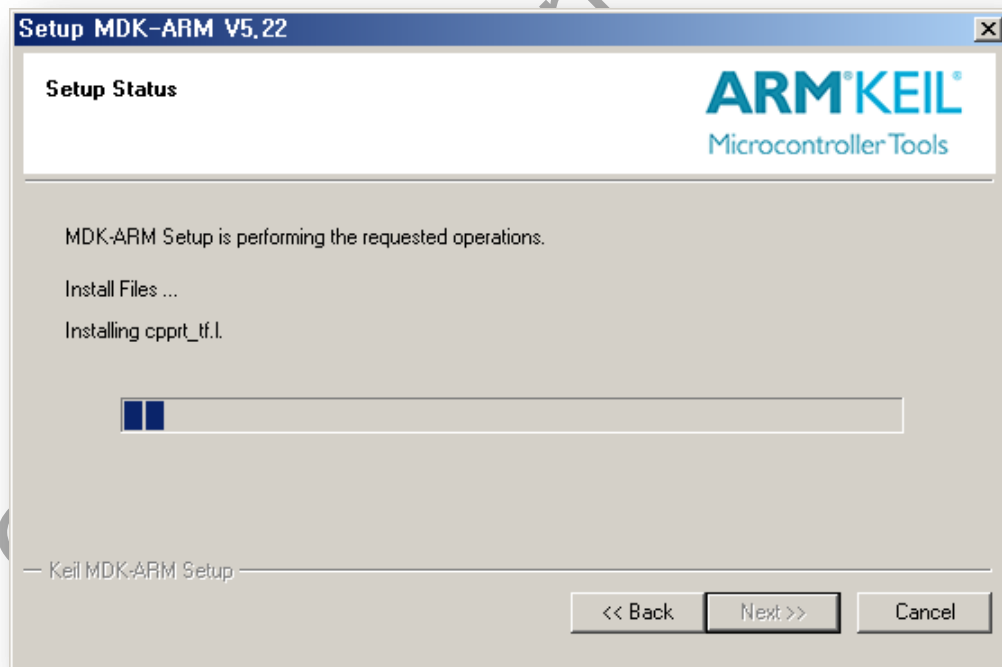 Setup MDK-ARM V5,22
Setup Status
ARM®KEIL®
Microcontroller Tools
MDK-ARM Setup is performing the requested operations.
Install Files ...
Installing cpprt_tf.l.
Keil MDK-ARM Setup
<< Back
Next >>
Cancel